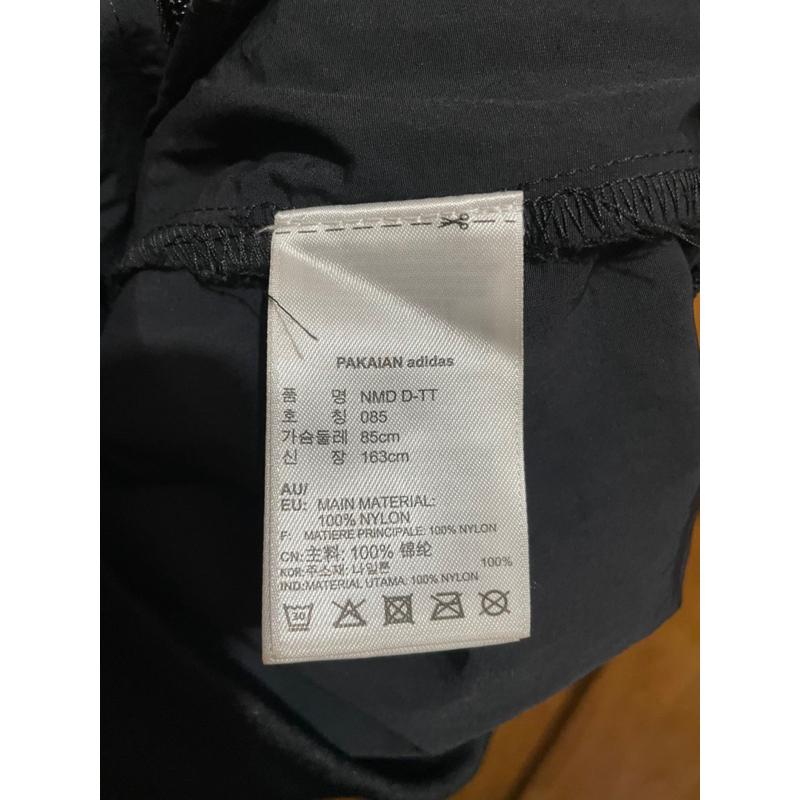 PAKAIAN adidas
품 명 NMD D-TT
호 칭 085
가슴둘레 85cm
신 장 163cm
AU/
EU: MAIN MATERIAL:
100% NYLON
F: MATIERE PRINCIPALE: 100% NYLON
CN: 主料: 100% 锦纶
KOR: 주소재: 나일론 100%
IND: MATERIAL UTAMA: 100% NYLON
30